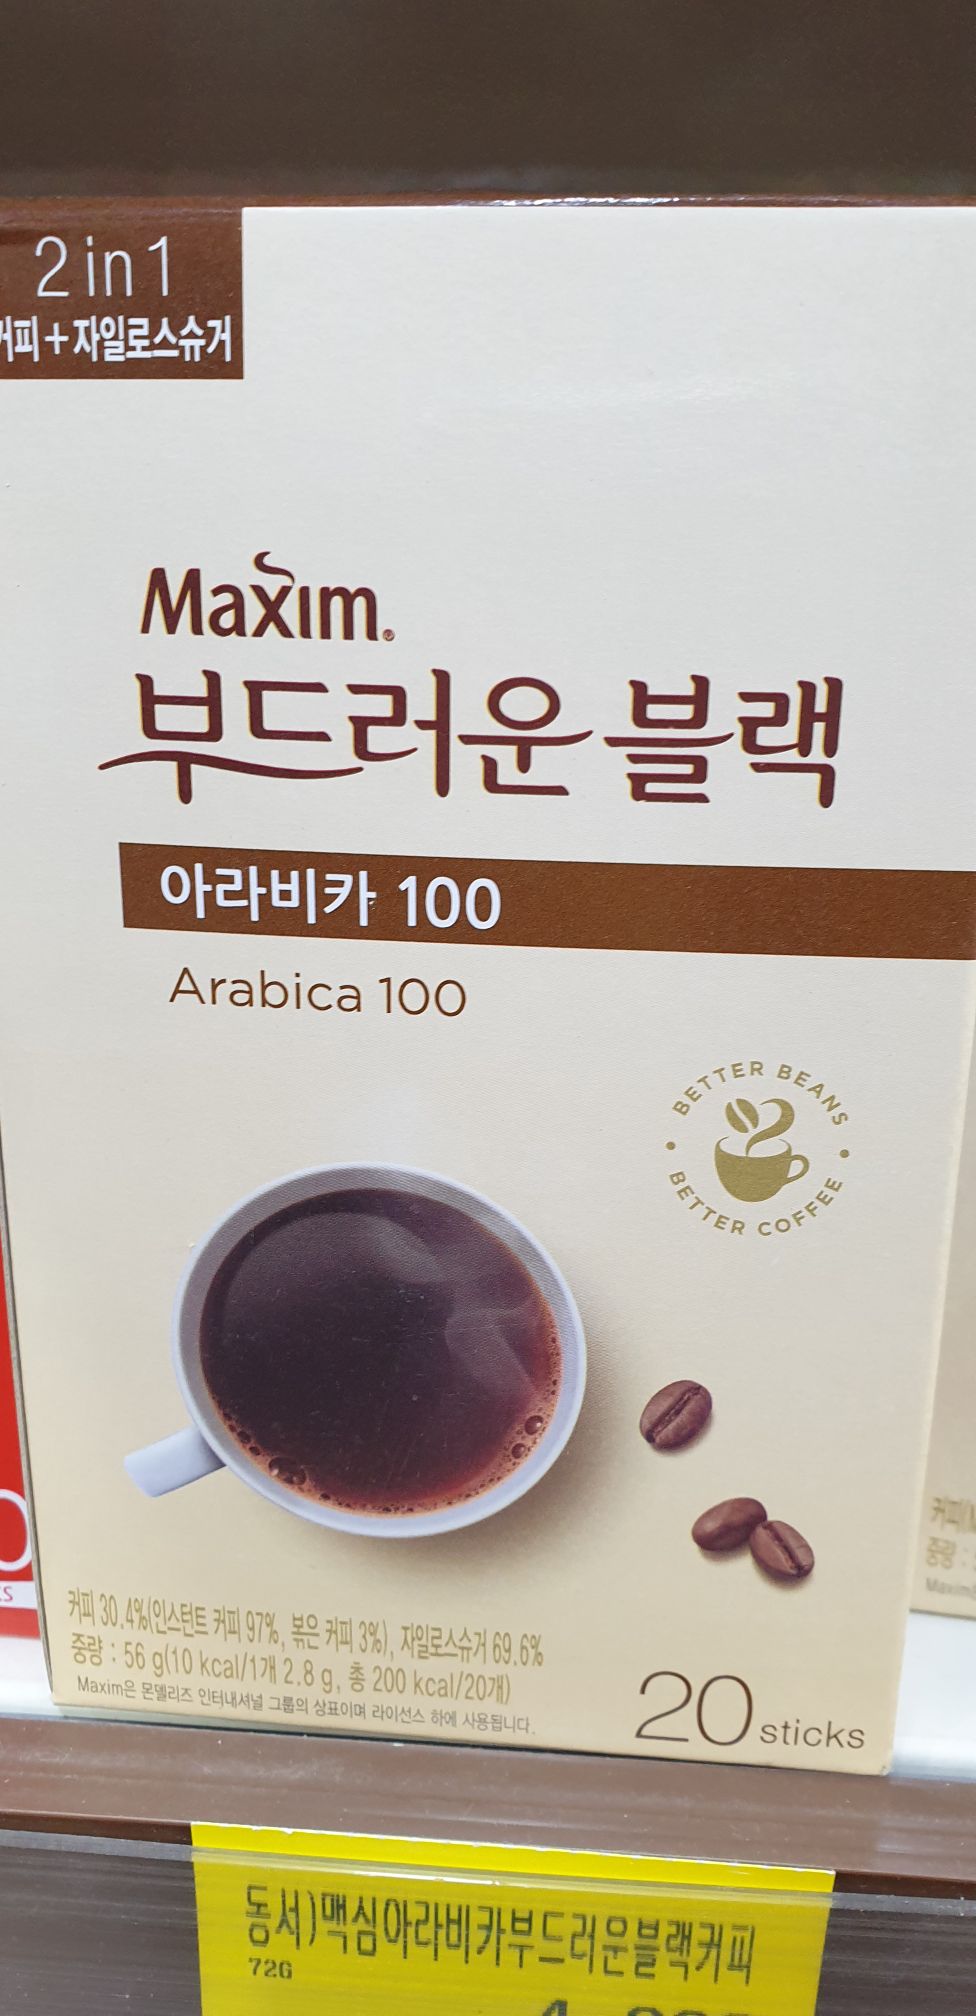 2 in 1
커피+자일로스슈거
Maxim.
부드러운 블랙
아라비카 100
Arabica 100
BETTER BEANS
BETTER COFFEE
커피 30.4%(인스턴트 커피 97%, 볶은 커피 3%), 자일로스슈거 69.6%
중량 : 56 g(10 kcal/1개 2.8 g, 총 200 kcal/20개)
Maxim은 몬델리즈 인터내셔널 그룹의 상표이며 라이선스 하에 사용됩니다.
20 sticks
커피
중량 :
Maxim
동서)맥심아라비카부드러운블랙커피
72G